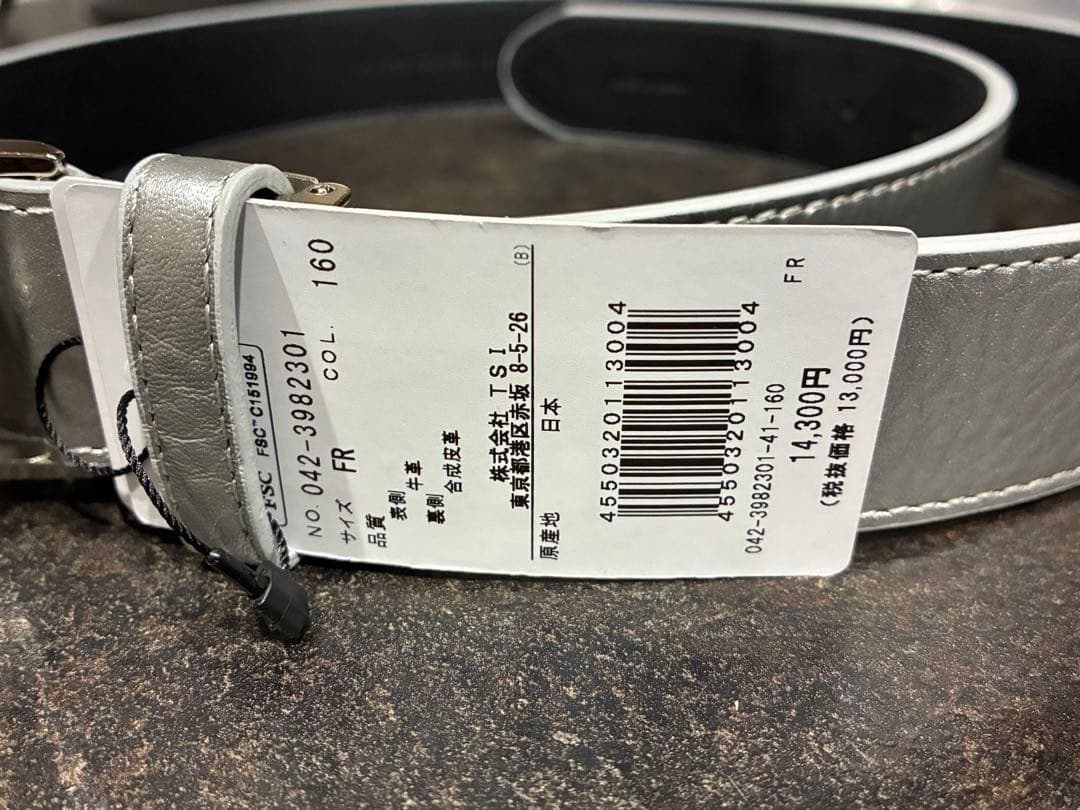 FSC FSC™C151994
NO. 042-3982301
サイズ COL. 160
FR
品質
表側
牛革
裏側
合成皮革
株式会社 TSI
東京都港区赤坂 8-5-26 (B)
原産地 日本
4550320113004
4550320113004
042-3982301-41-160
FR
14,300円
(税抜価格 13,000円)